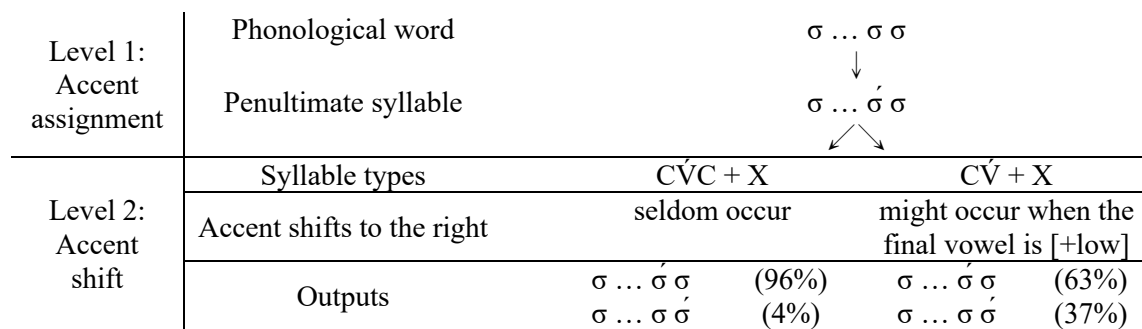 Phonological word σ … σ σ
Level 1: Accent assignment
↓
Penultimate syllable σ … σ́ σ
↙ ↘
Syllable types CV́C + X CV́ + X
Level 2: Accent shift
Accent shifts to the right seldom occur might occur when the final vowel is [+low]
Outputs σ … σ́ σ (96%) σ … σ́ σ (63%)
σ … σ σ́ (4%) σ … σ σ́ (37%)